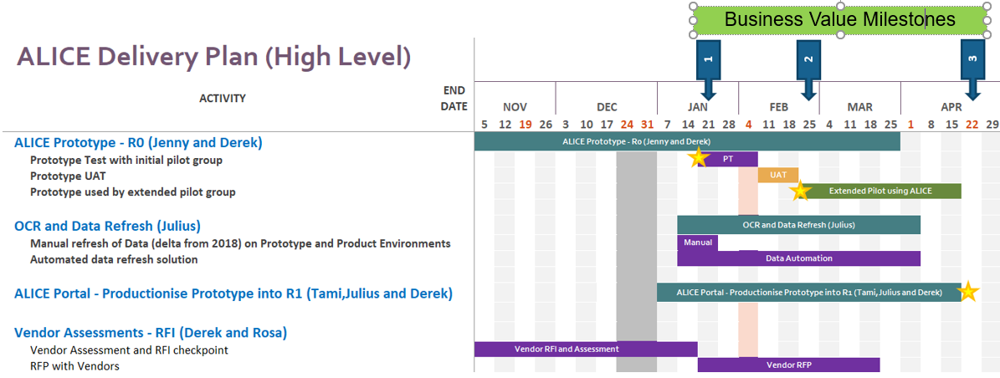 Business Value Milestones
ALICE Delivery Plan (High Level)
1 2 3
ACTIVITY
END
DATE
NOV DEC JAN FEB MAR APR
5 12 19 26 3 10 17 24 31 7 14 21 28 4 11 18 25 4 11 18 25 1 8 15 22 29
ALICE Prototype - R0 (Jenny and Derek) ALICE Prototype - R0 (Jenny and Derek)
Prototype Test with initial pilot group PT
Prototype UAT UAT
Prototype used by extended pilot group Extended Pilot using ALICE
OCR and Data Refresh (Julius) OCR and Data Refresh (Julius)
Manual refresh of Data (delta from 2018) on Prototype and Product Environments Manual
Automated data refresh solution Data Automation
ALICE Portal - Productionise Prototype into R1 (Tami,Julius and Derek) ALICE Portal - Productionise Prototype into R1 (Tami,Julius and Derek)
Vendor Assessments - RFI (Derek and Rosa)
Vendor Assessment and RFI checkpoint Vendor RFI and Assessment
RFP with Vendors Vendor RFP